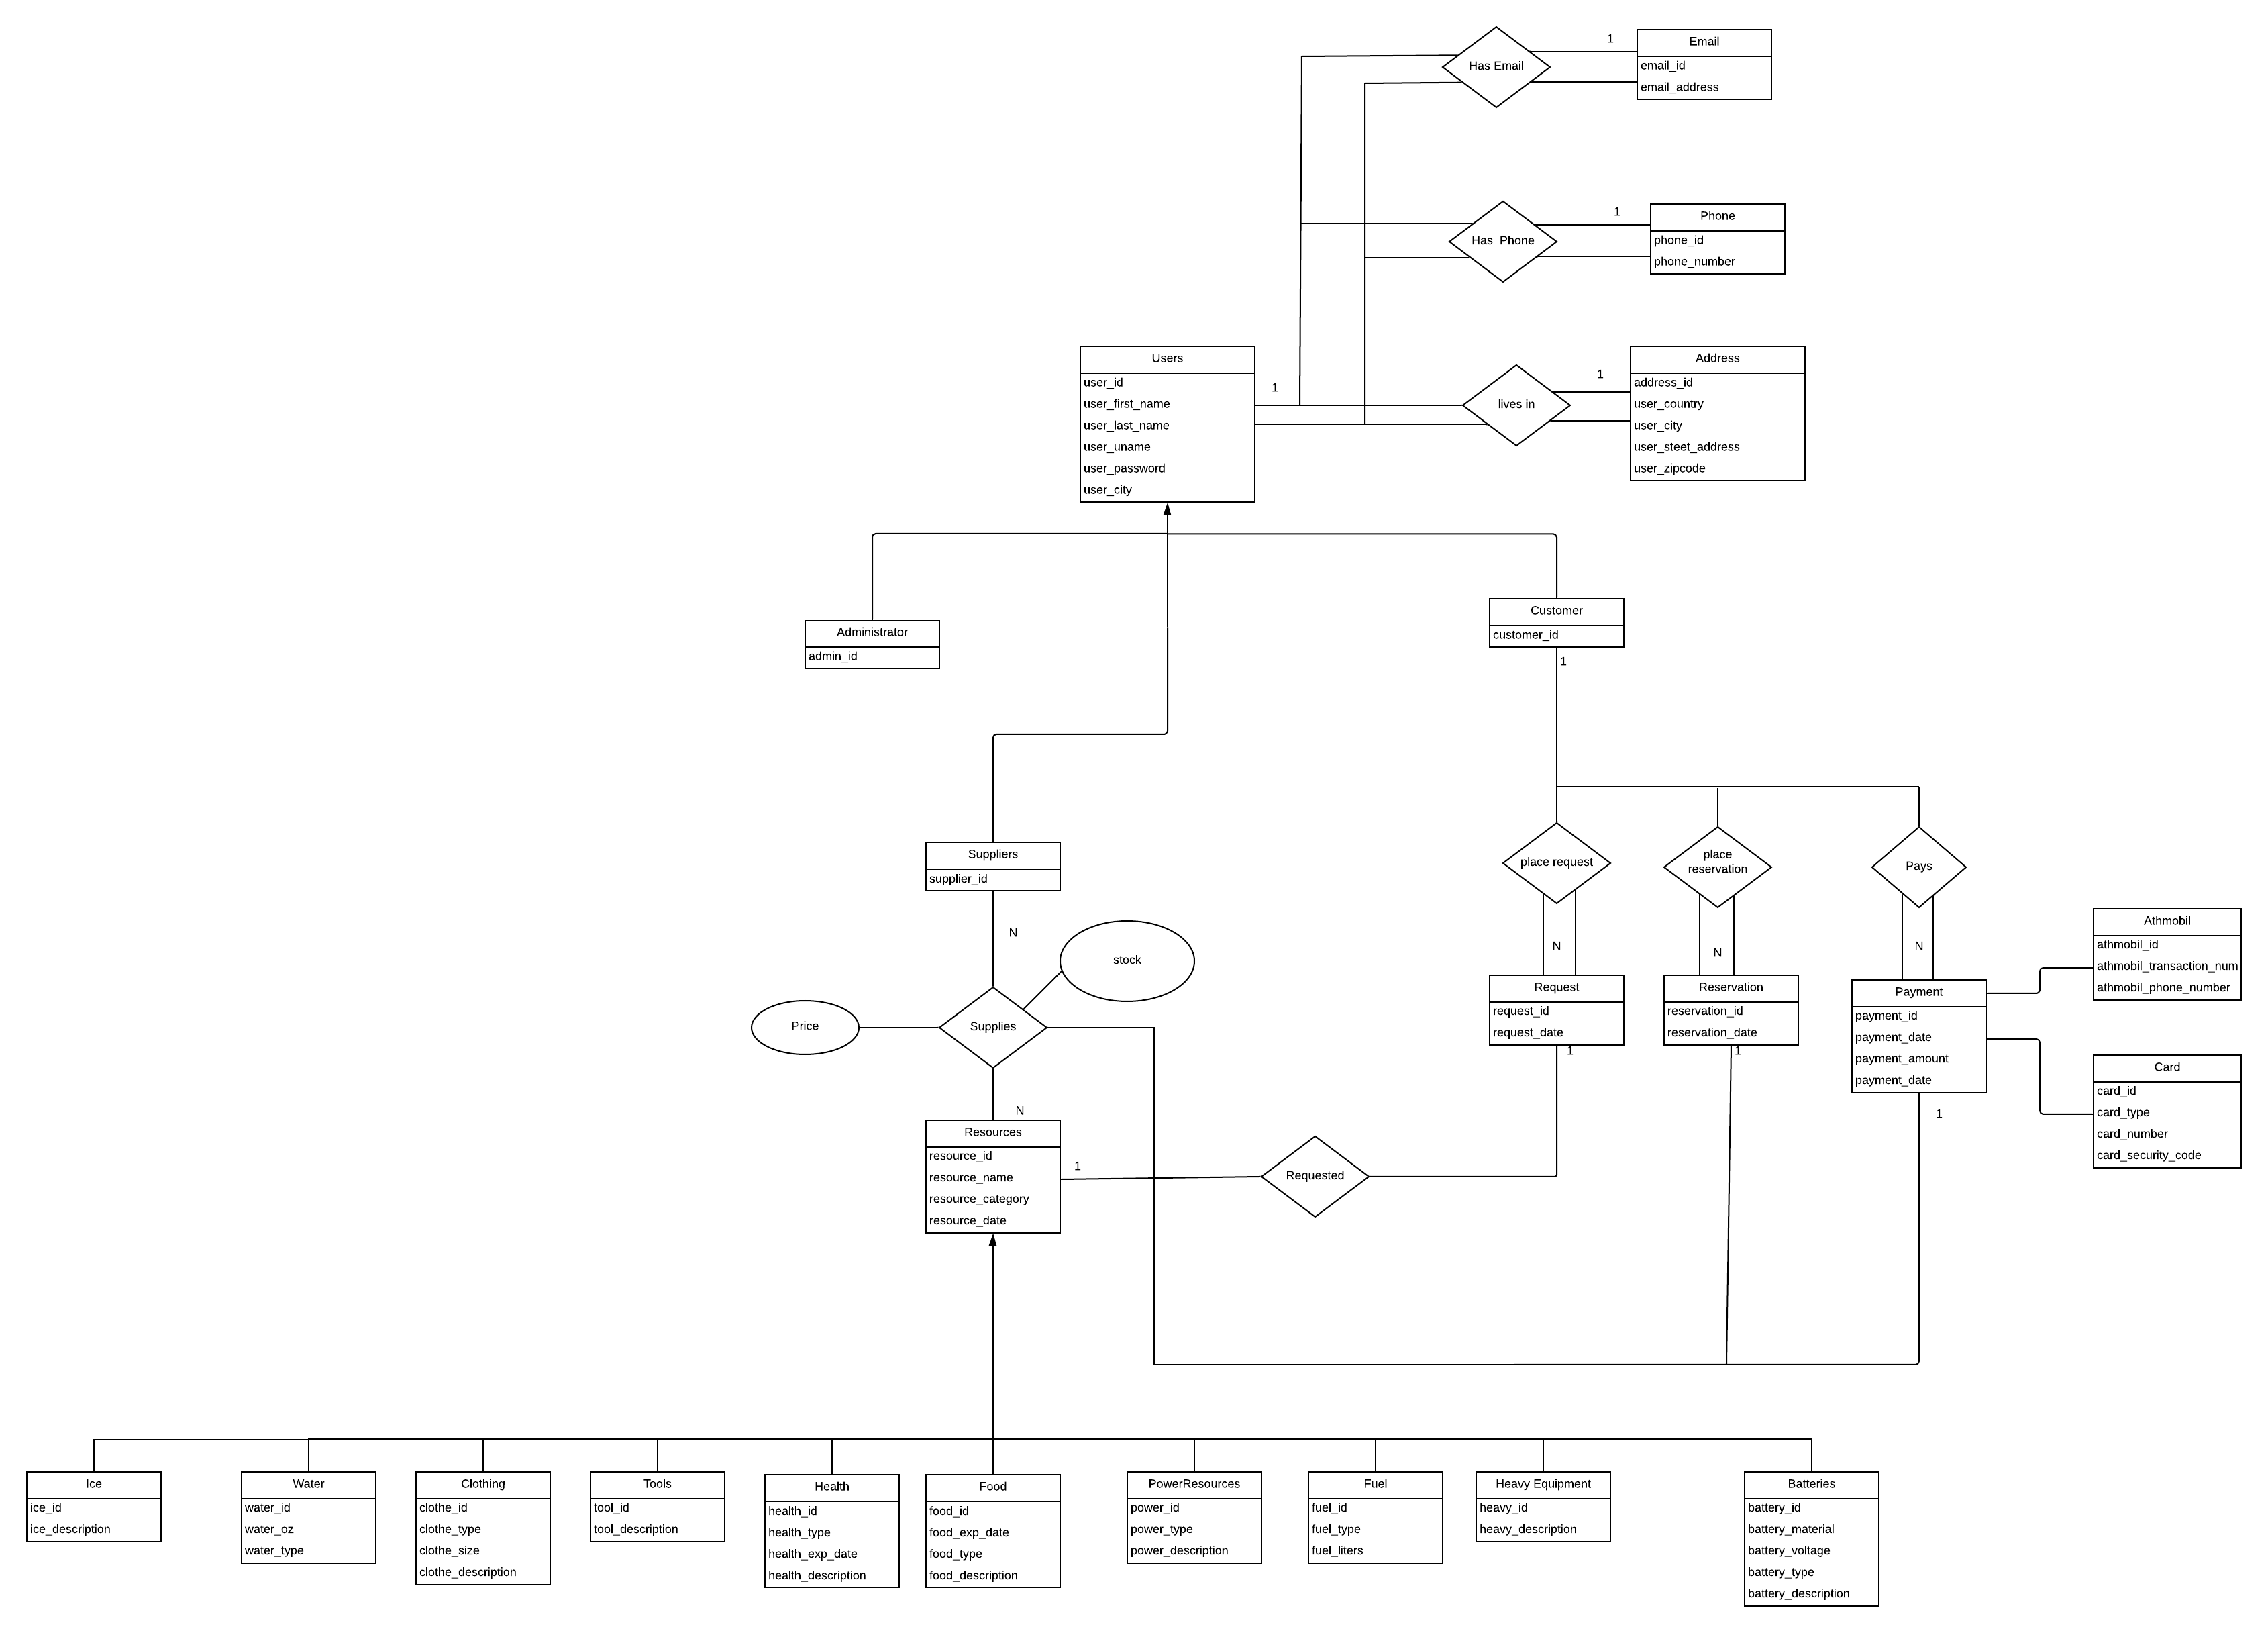 Has Email
1
Email
email_id
email_address
Has  Phone
1
Phone
phone_id
phone_number
Users
user_id
user_first_name
user_last_name
user_uname
user_password
user_city
1
lives in
1
Address
address_id
user_country
user_city
user_steet_address
user_zipcode
Administrator
admin_id
Customer
customer_id
1
Suppliers
supplier_id
N
stock
Price
Supplies
N
Resources
resource_id
resource_name
resource_category
resource_date
1
Requested
place request
N
Request
request_id
request_date
1
place
reservation
N
Reservation
reservation_id
reservation_date
1
Pays
N
Payment
payment_id
payment_date
payment_amount
payment_date
1
Athmobil
athmobil_id
athmobil_transaction_num
athmobil_phone_number
Card
card_id
card_type
card_number
card_security_code
Ice
ice_id
ice_description
Water
water_id
water_oz
water_type
Clothing
clothe_id
clothe_type
clothe_size
clothe_description
Tools
tool_id
tool_description
Health
health_id
health_type
health_exp_date
health_description
Food
food_id
food_exp_date
food_type
food_description
PowerResources
power_id
power_type
power_description
Fuel
fuel_id
fuel_type
fuel_liters
Heavy Equipment
heavy_id
heavy_description
Batteries
battery_id
battery_material
battery_voltage
battery_type
battery_description